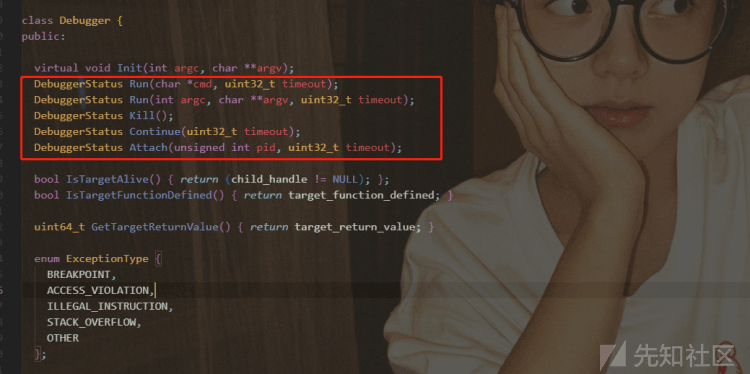 class Debugger {
public:
virtual void Init(int argc, char **argv);
DebuggerStatus Run(char *cmd, uint32_t timeout);
DebuggerStatus Run(int argc, char **argv, uint32_t timeout);
DebuggerStatus Kill();
DebuggerStatus Continue(uint32_t timeout);
DebuggerStatus Attach(unsigned int pid, uint32_t timeout);
bool IsTargetAlive() { return (child_handle != NULL); };
bool IsTargetFunctionDefined() { return target_function_defined; }
uint64_t GetTargetReturnValue() { return target_return_value; }
enum ExceptionType {
BREAKPOINT,
ACCESS_VIOLATION,
ILLEGAL_INSTRUCTION,
STACK_OVERFLOW,
OTHER
};
先知社区